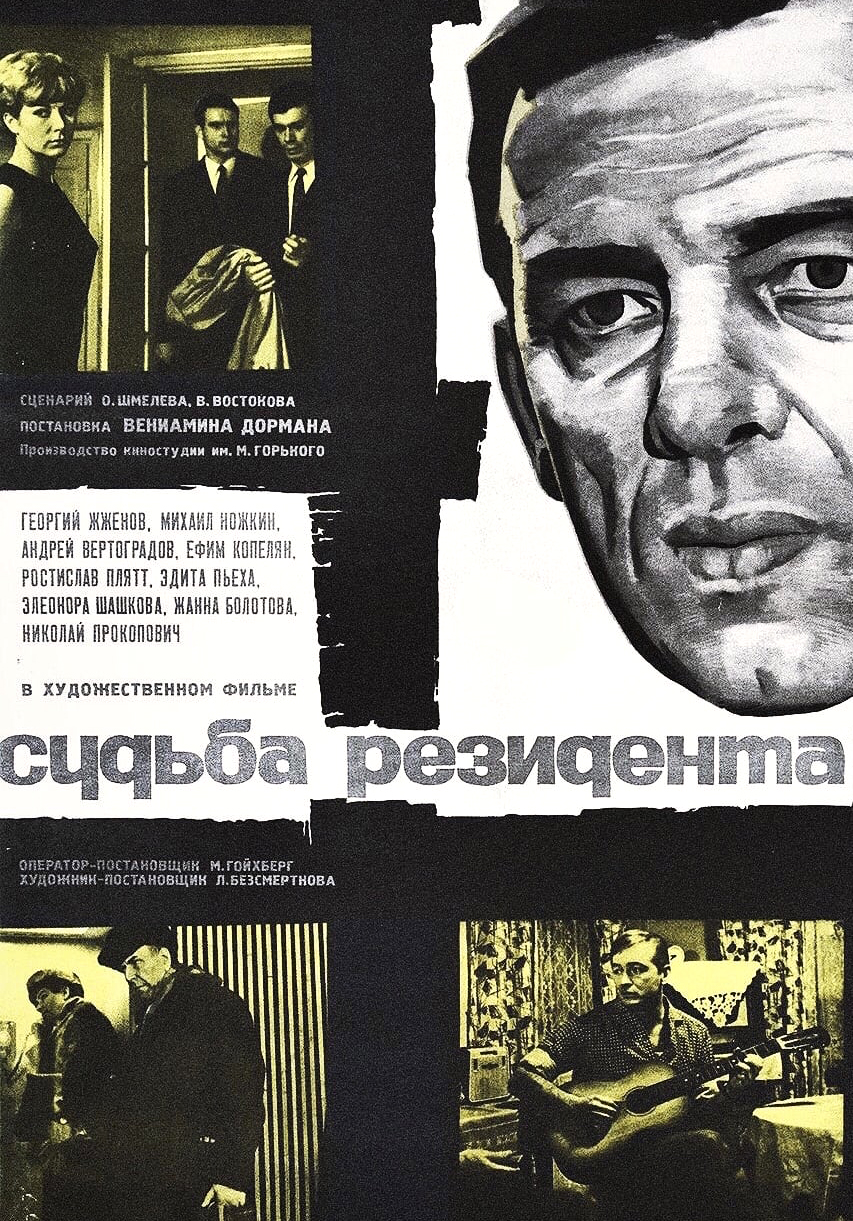 СЦЕНАРИЙ О. ШМЕЛЕВА, В. ВОСТОКОВА
ПОСТАНОВКА ВЕНИАМИНА ДОРМАНА
Производство киностудии им. М. ГОРЬКОГО
ГЕОРГИЙ ЖЖЕНОВ, МИХАИЛ НОЖКИН,
АНДРЕЙ ВЕРТОГРАДОВ, ЕФИМ КОПЕЛЯН,
РОСТИСЛАВ ПЛЯТТ, ЭДИТА ПЬЕХА,
ЭЛЕОНОРА ШАШКОВА, ЖАННА БОЛОТОВА,
НИКОЛАЙ ПРОКОПОВИЧ
В ХУДОЖЕСТВЕННОМ ФИЛЬМЕ
судьба резидента
ОПЕРАТОР-ПОСТАНОВЩИК М. ГОЙХБЕРГ
ХУДОЖНИК-ПОСТАНОВЩИК Л. БЕЗСМЕРТНОВА